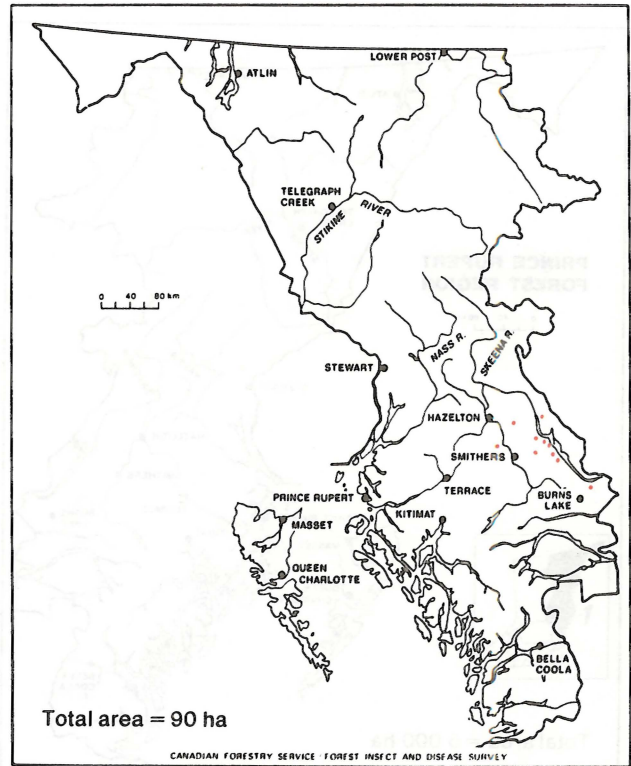 LOWER POST
ATLIN
TELEGRAPH
CREEK
STIKINE
RIVER
0 40 80 km
NASS R.
SKEENA R.
STEWART
HAZELTON
SMITHERS
TERRACE
PRINCE RUPERT
BURNS
LAKE
KITIMAT
MASSET
QUEEN
CHARLOTTE
BELLA
COOLA
Total area = 90 ha
CANADIAN FORESTRY SERVICE FOREST INSECT AND DISEASE SURVEY